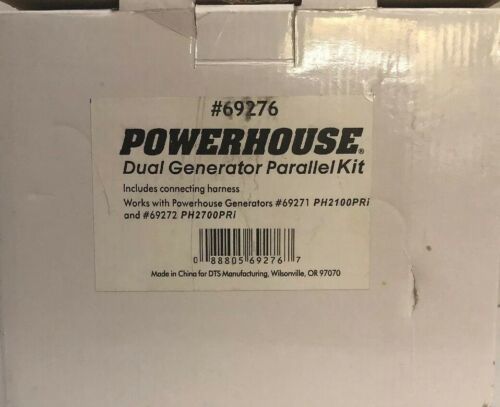 #69276
POWERHOUSE®
Dual Generator Parallel Kit
Includes connecting harness
Works with Powerhouse Generators #69271 PH2100PRi
and #69272 PH2700PRi
0 88805 69276 7
Made in China for DTS Manufacturing, Wilsonville, OR 97070